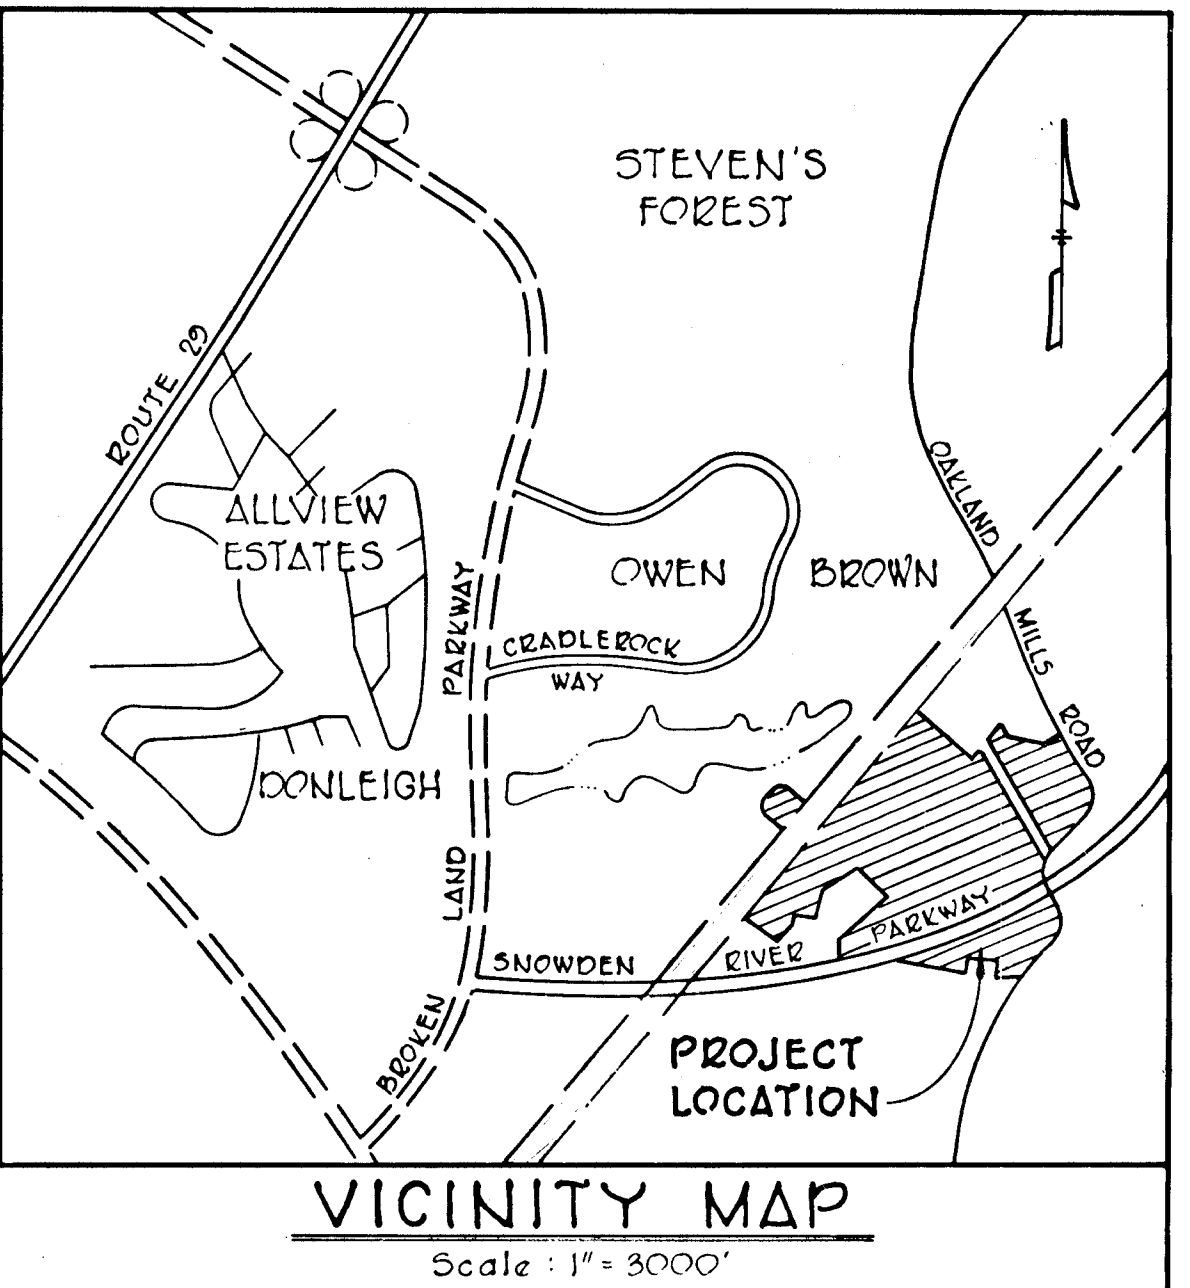 STEVEN'S
FOREST
ROUTE 29
OAKLAND
MILLS
ROAD
ALLVIEW
ESTATES
OWEN BROWN
PARKWAY
CRADLEROCK
WAY
DONLEIGH
LAND
BROKEN
SNOWDEN RIVER PARKWAY
PROJECT
LOCATION
VICINITY MAP
Scale : 1" = 3000'